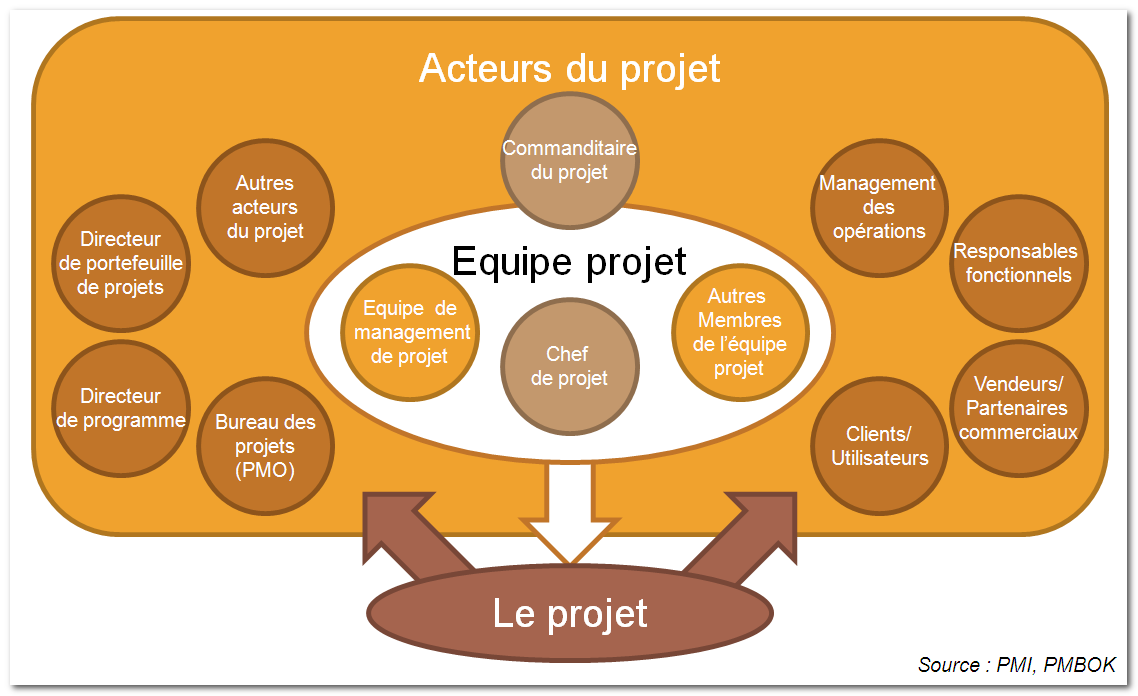 Acteurs du projet
Commanditaire
du projet
Autres
acteurs
du projet
Management
des
opérations
Directeur
de portefeuille
de projets
Responsables
fonctionnels
Equipe projet
Equipe de
management
de projet
Chef
de projet
Autres
Membres
de l’équipe
projet
Directeur
de programme
Bureau des
projets
(PMO)
Clients/
Utilisateurs
Vendeurs/
Partenaires
commerciaux
Le projet
Source : PMI, PMBOK